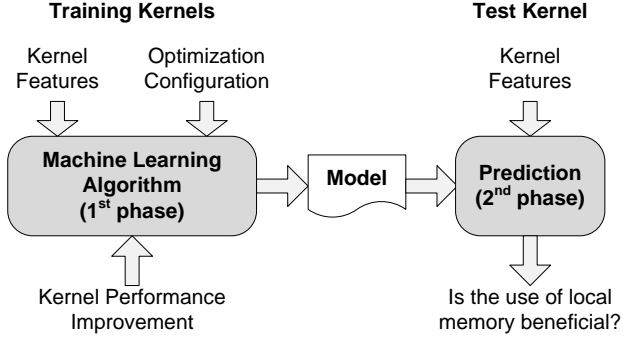 Training Kernels
Test Kernel
Kernel
Features
Optimization
Configuration
Kernel
Features
Machine Learning
Algorithm
(1st phase)
Model
Prediction
(2nd phase)
Kernel Performance
Improvement
Is the use of local
memory beneficial?